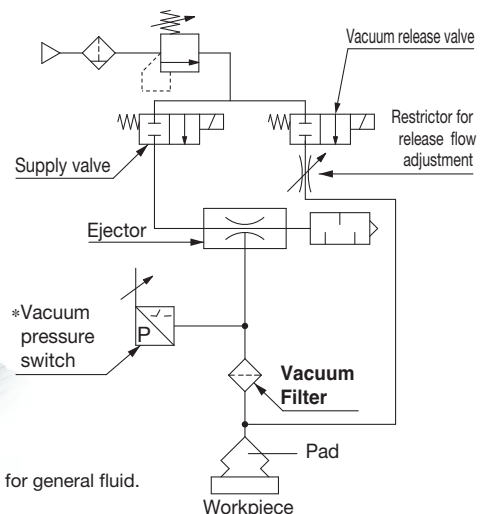 Vacuum release valve
Restrictor for
release flow
adjustment
Supply valve
Ejector
*Vacuum
pressure
switch
P
Vacuum
Filter
Pad
for general fluid.
Workpiece